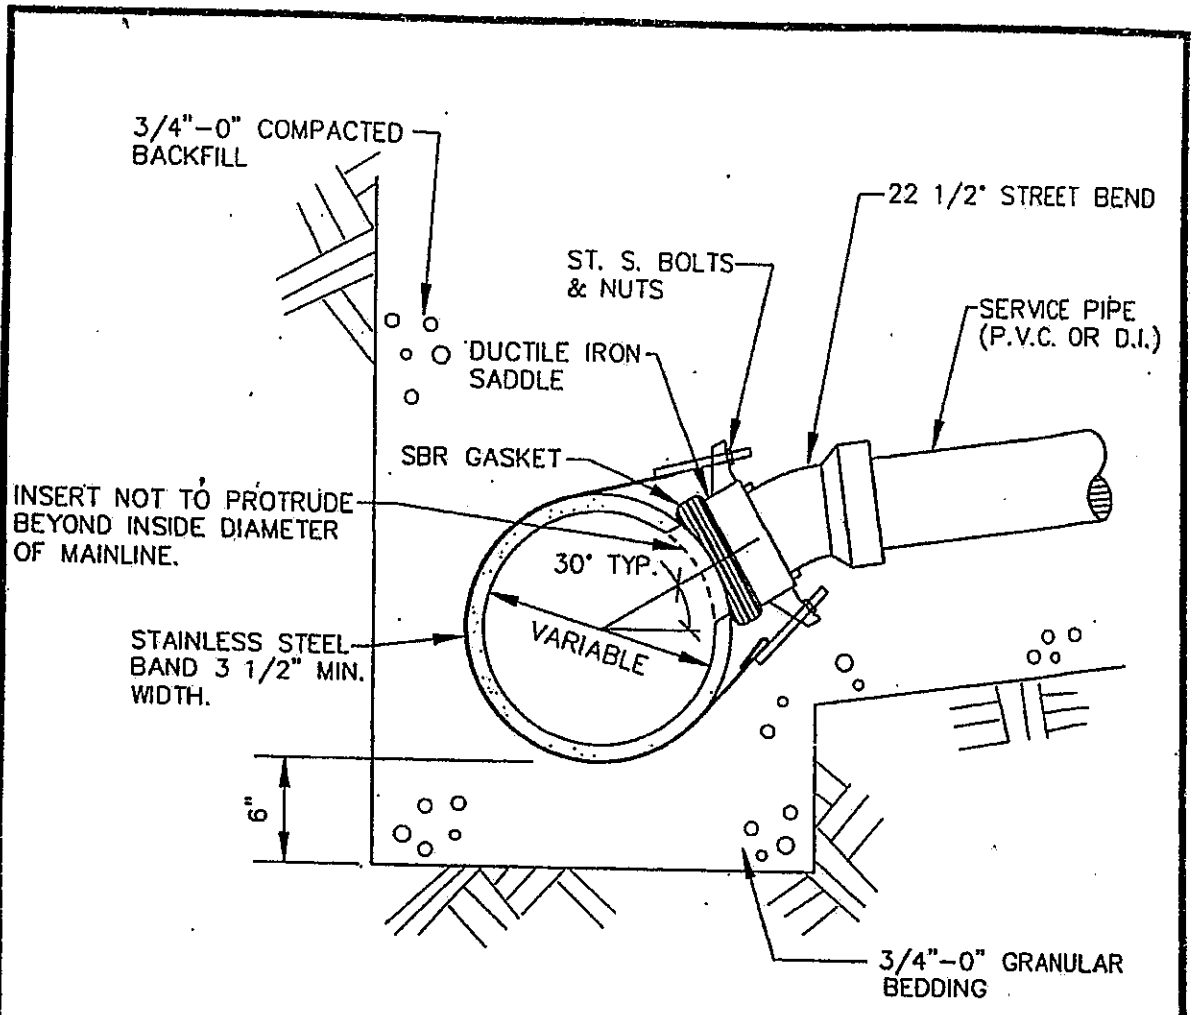 3/4"-0" COMPACTED
BACKFILL
22 1/2° STREET BEND
ST. S. BOLTS
& NUTS
SERVICE PIPE
(P.V.C. OR D.I.)
DUCTILE IRON
SADDLE
SBR GASKET
INSERT NOT TO PROTRUDE
BEYOND INSIDE DIAMETER
OF MAINLINE.
30° TYP.
VARIABLE
STAINLESS STEEL
BAND 3 1/2" MIN.
WIDTH.
6"
3/4"-0" GRANULAR
BEDDING